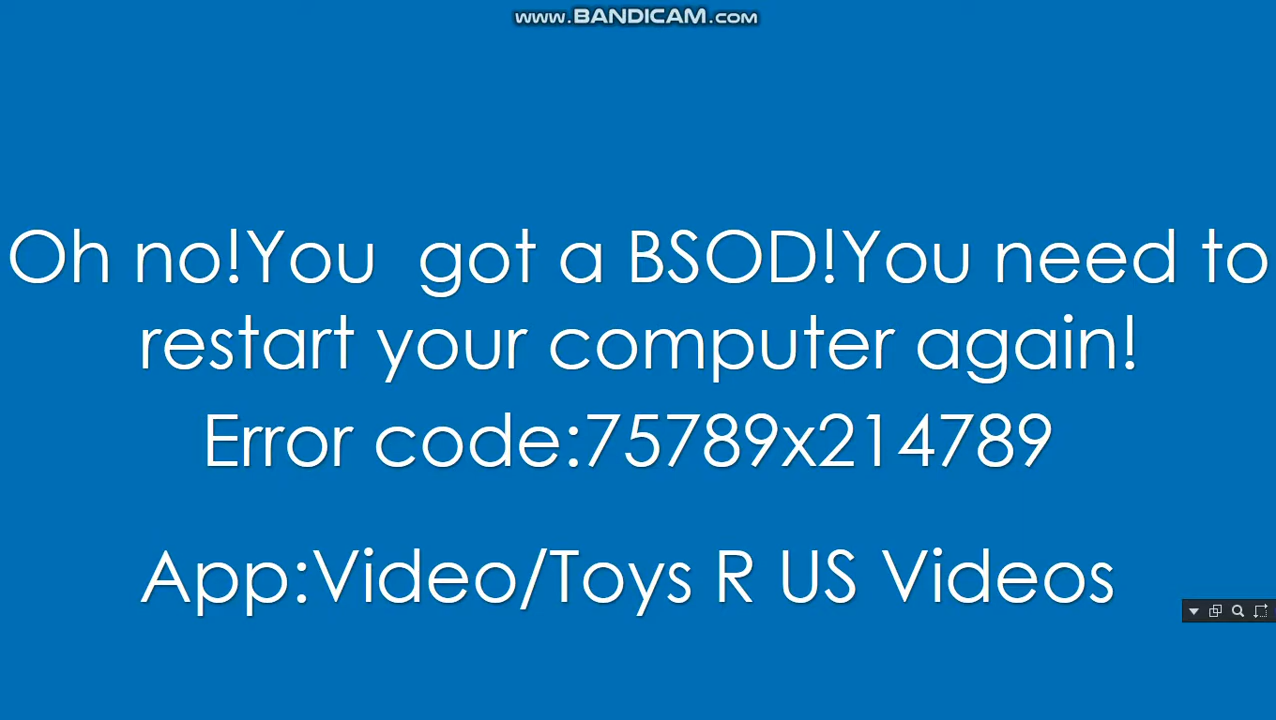 www.BANDICAM.com
Oh no!You  got a BSOD!You need to
restart your computer again!
Error code:75789x214789
App:Video/Toys R US Videos